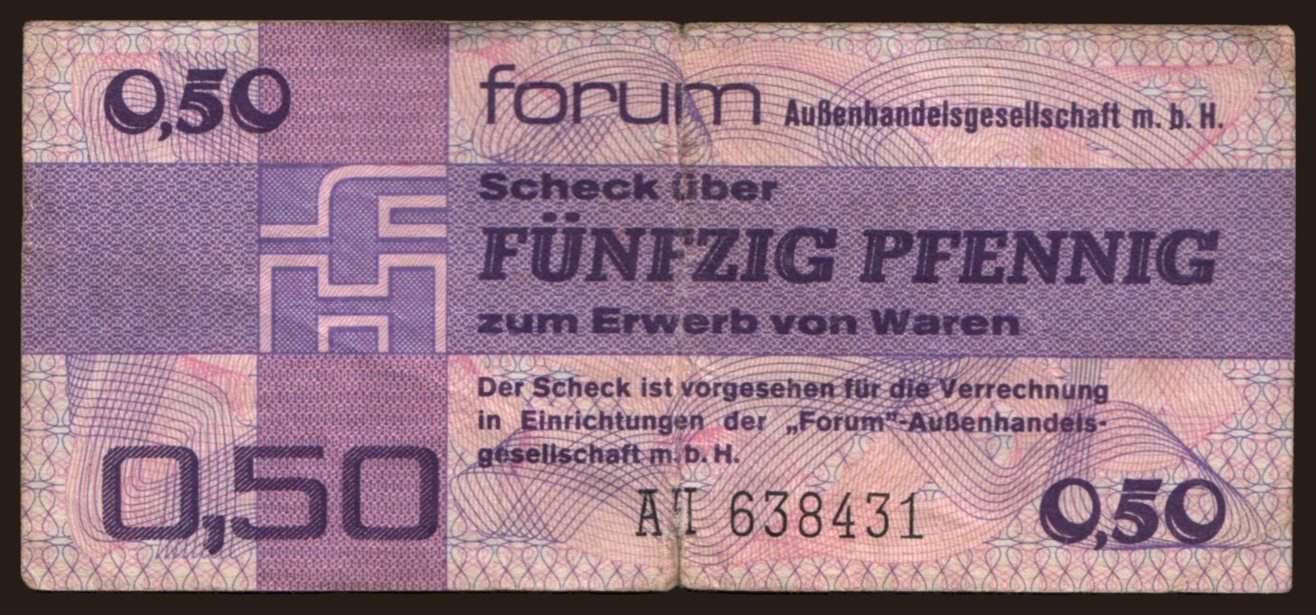 0,50
forum Außenhandelsgesellschaft m. b. H.
Scheck über
FÜNFZIG PFENNIG
zum Erwerb von Waren
Der Scheck ist vorgesehen für die Verrechnung
in Einrichtungen der „Forum"-Außenhandels-
gesellschaft m. b. H.
638431
0,50
0,50